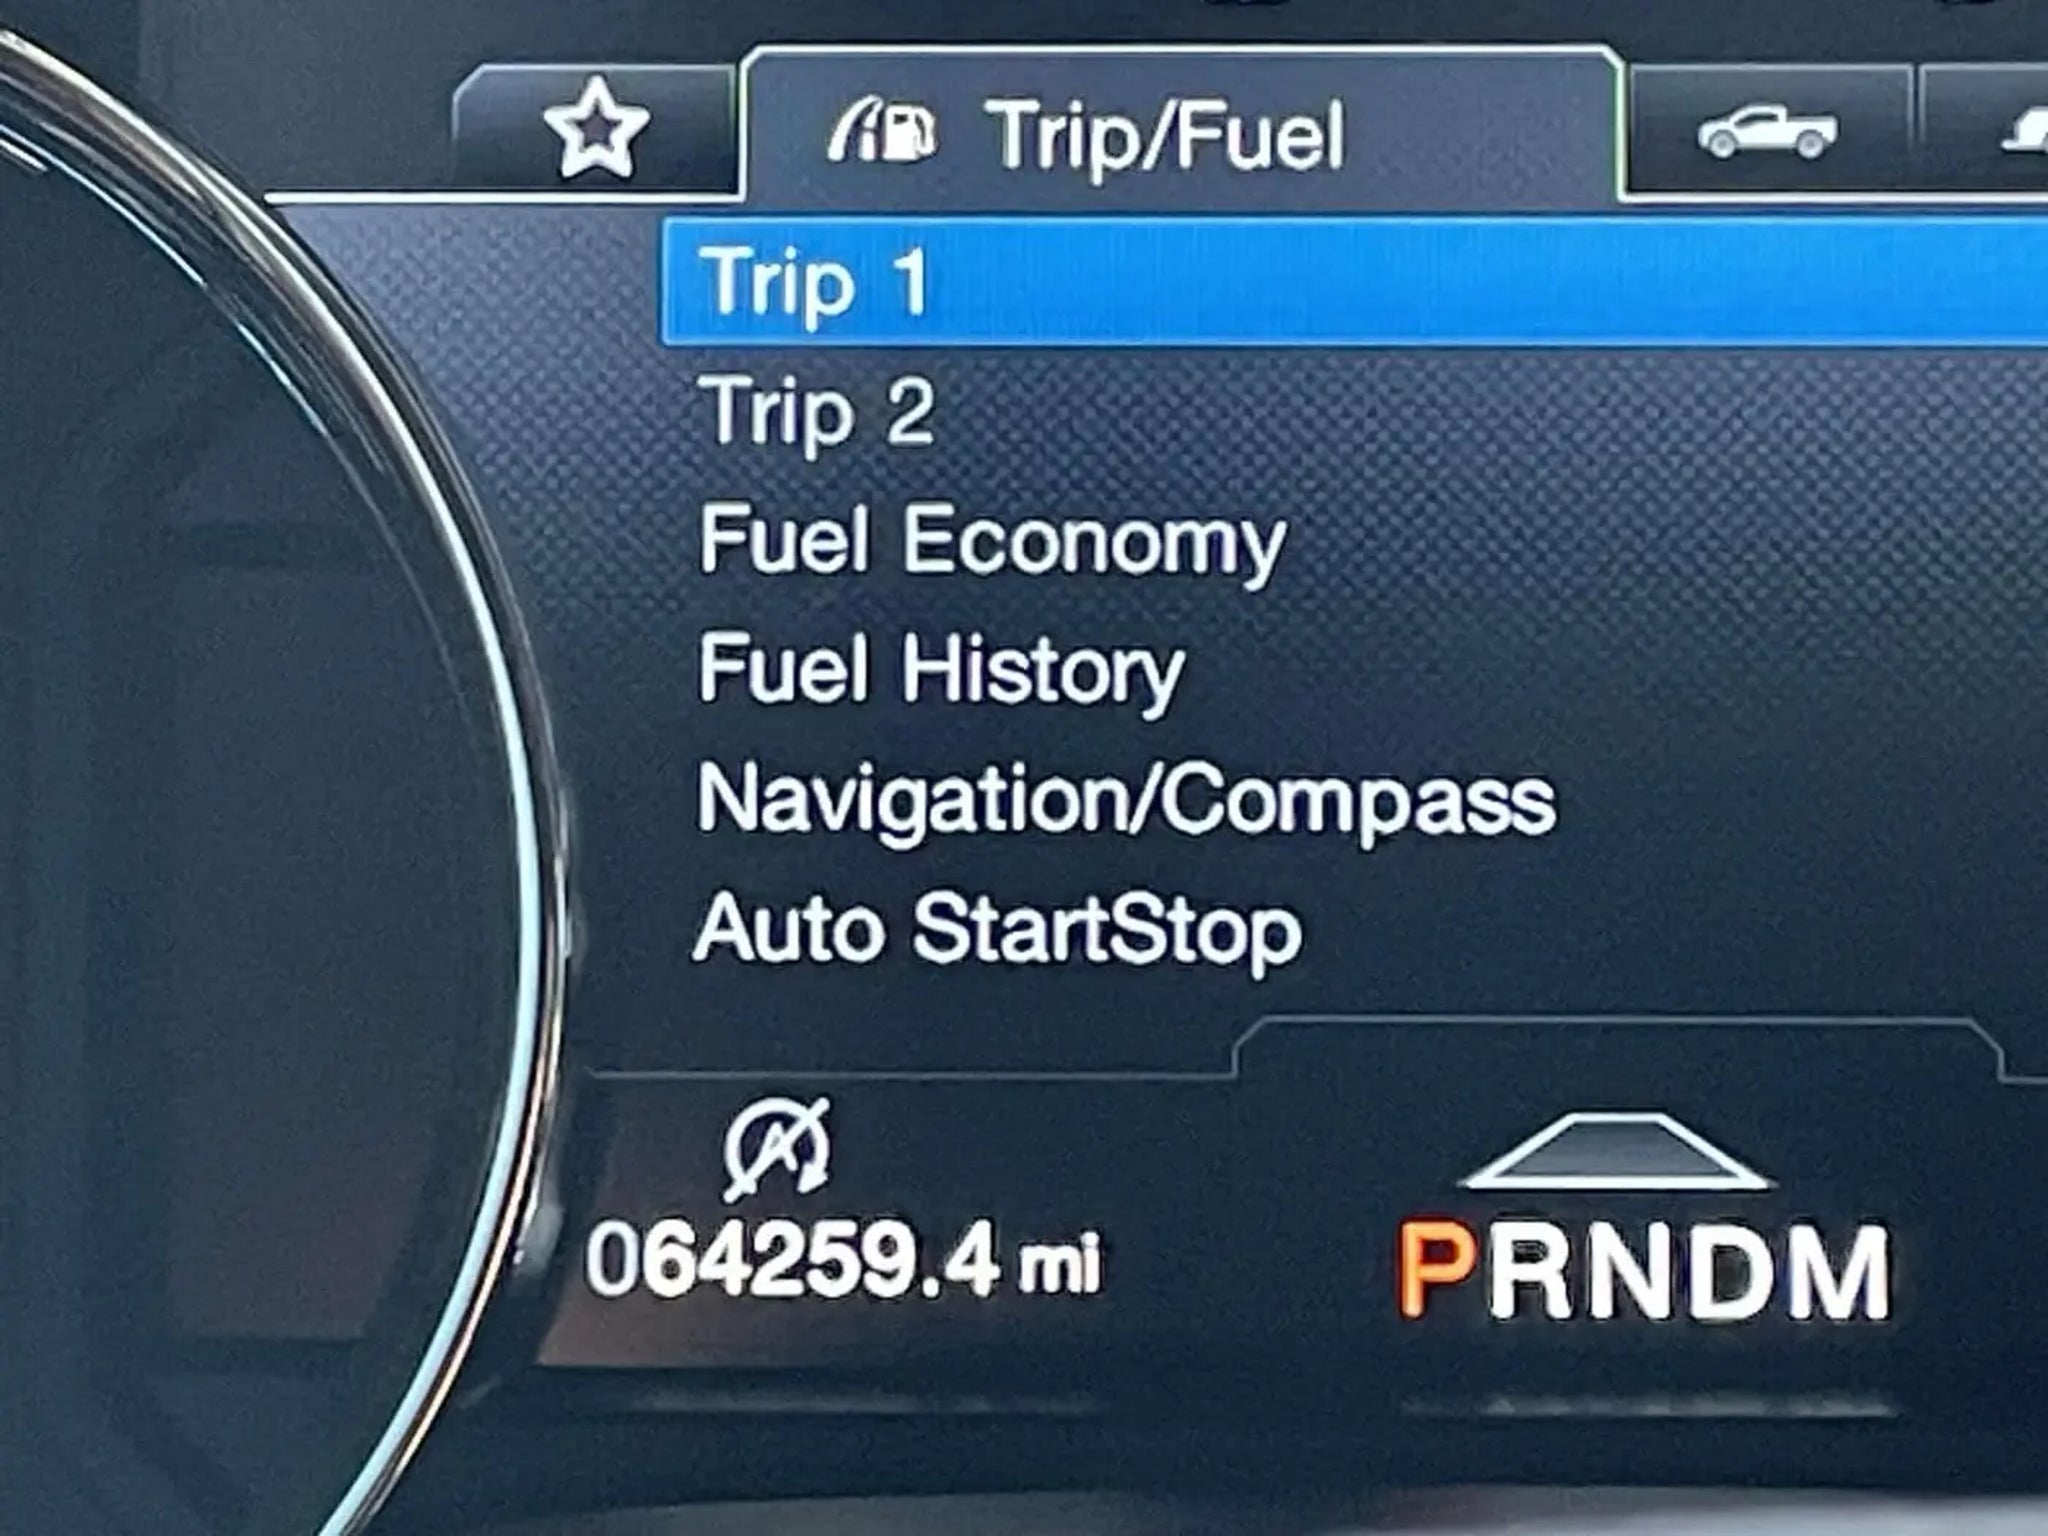 Trip/Fuel
Trip 1
Trip 2
Fuel Economy
Fuel History
Navigation/Compass
Auto StartStop
A
064259.4 mi
PRNDM